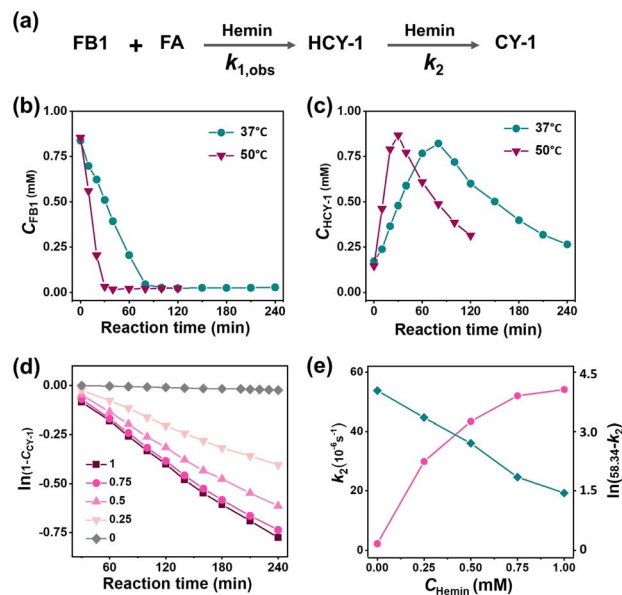 (a)
FB1 + FA Hemin k1,obs HCY-1 Hemin k2 CY-1
(b)
CFB1 (mM)
1.00
0.75
0.50
0.25
0.00
37℃
50℃
0 60 120 180 240
Reaction time (min)
(c)
CHCY-1 (mM)
1.00
0.75
0.50
0.25
0.00
37℃
50℃
0 60 120 180 240
Reaction time (min)
(d)
ln(1-CCY-1)
0.00
-0.25
-0.50
-0.75
1
0.75
0.5
0.25
0
60 120 180 240
Reaction time (min)
(e)
k2(10-6s-1)
60
40
20
0
0.00 0.25 0.50 0.75 1.00
CHemin (mM)
5
4
3
2
1
0
ln(58.34-k2)